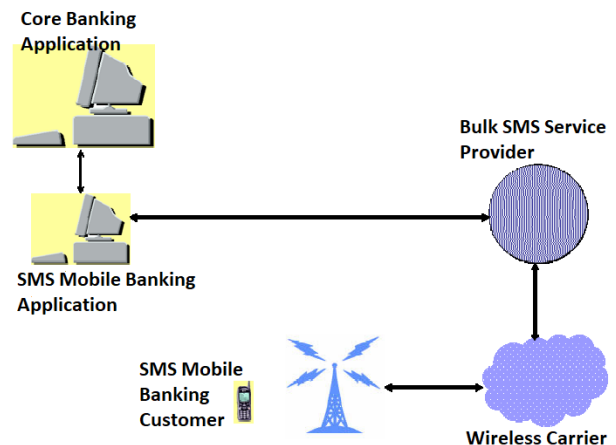 Core Banking
Application
Bulk SMS Service
Provider
SMS Mobile Banking
Application
SMS Mobile
Banking
Customer
Wireless Carrier